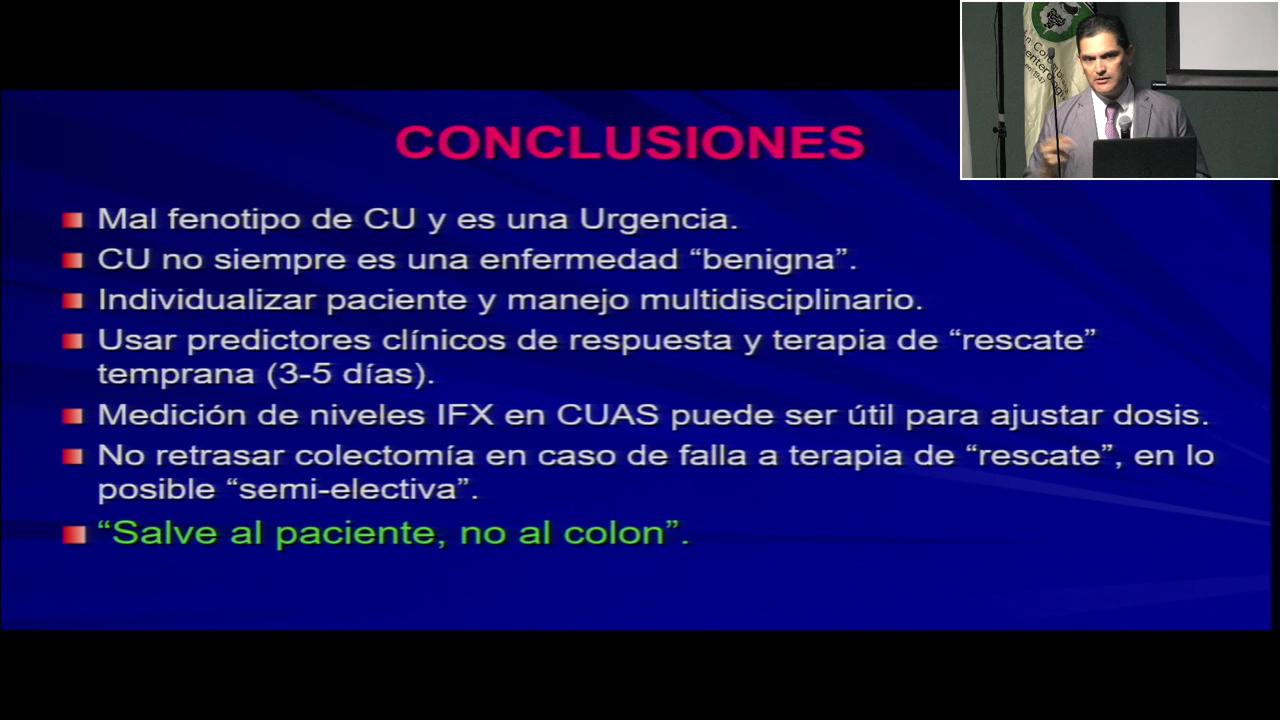 CONCLUSIONES
Mal fenotipo de CU y es una Urgencia.
CU no siempre es una enfermedad “benigna”.
Individualizar paciente y manejo multidisciplinario.
Usar predictores clínicos de respuesta y terapia de “rescate”
temprana (3-5 días).
Medición de niveles IFX en CUAS puede ser útil para ajustar dosis.
No retrasar colectomía en caso de falla a terapia de “rescate”, en lo
posible “semi-electiva”.
“Salve al paciente, no al colon”.